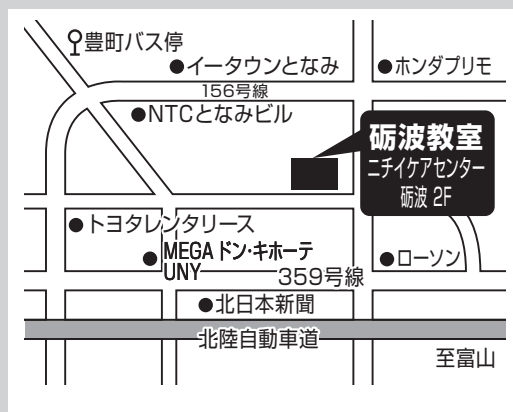 豊町バス停
イータウンとなみ
ホンダプリモ
156号線
NTCとなみビル
砺波教室
ニチイケアセンター
砺波 2F
トヨタレンタリース
MEGA ドン・キホーテ
UNY
ローソン
359号線
北日本新聞
北陸自動車道
至富山